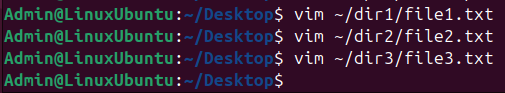 Admin@LinuxUbuntu:~/Desktop$ vim ~/dir1/file1.txt
Admin@LinuxUbuntu:~/Desktop$ vim ~/dir2/file2.txt
Admin@LinuxUbuntu:~/Desktop$ vim ~/dir3/file3.txt
Admin@LinuxUbuntu:~/Desktop$